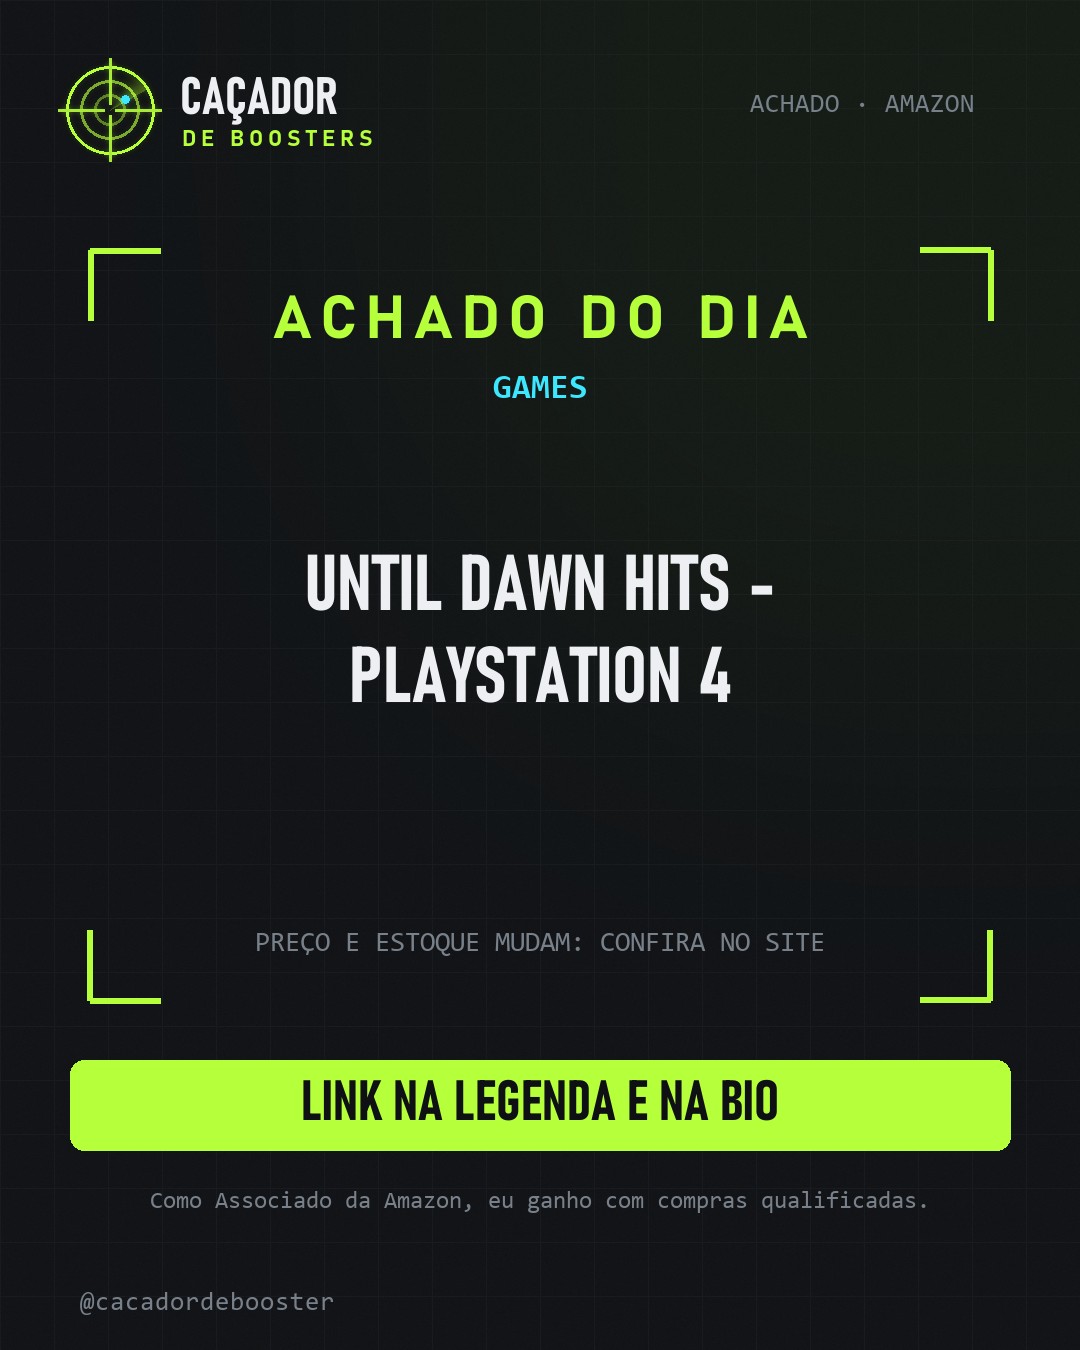 CAÇADOR
DE BOOSTERS
ACHADO · AMAZON
ACHADO DO DIA
GAMES
UNTIL DAWN HITS -
PLAYSTATION 4
PREÇO E ESTOQUE MUDAM: CONFIRA NO SITE
LINK NA LEGENDA E NA BIO
Como Associado da Amazon, eu ganho com compras qualificadas.
@cacadordebooster